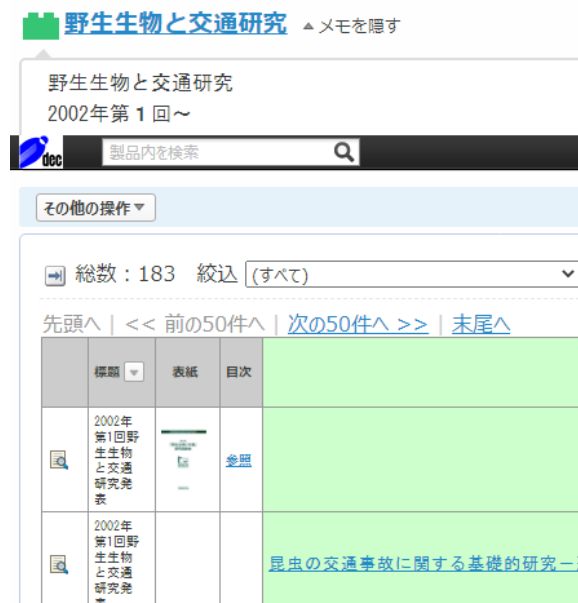 野生生物と交通研究 ▲メモを隠す
野生生物と交通研究
2002年第１回～
dec 製品内を検索
その他の操作▼
総数：183 絞込 (すべて)
先頭へ | << 前の50件へ | 次の50件へ >> | 末尾へ
標題 表紙 目次
2002年
第1回野
生生物
と交通
研究発
表
参照
2002年
第1回野
生生物
と交通
研究発
昆虫の交通事故に関する基礎的研究－